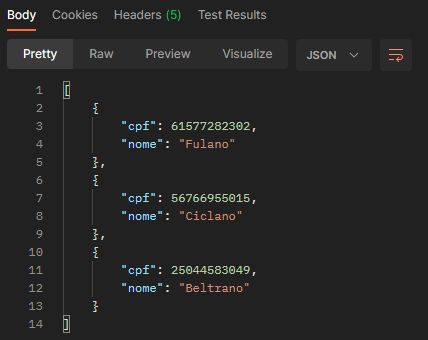 Body Cookies Headers (5) Test Results
Pretty Raw Preview Visualize JSON
1 [
2 {
3 "cpf": 61577282302,
4 "nome": "Fulano"
5 },
6 {
7 "cpf": 56766955015,
8 "nome": "Ciclano"
9 },
10 {
11 "cpf": 25044583049,
12 "nome": "Beltrano"
13 }
14 ]